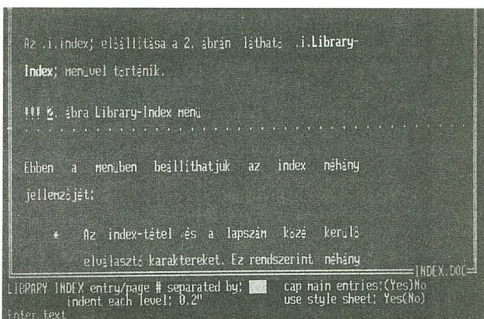 Az .i.index; előállítása a 2. ábrán látható .i.Library-
Index; menüvel történik.
!!! 2. ábra Library-Index menü
Ebben a menüben beállíthatjuk az index néhány
jellemzőjét:
* Az index-tétel és a lapszám közé kerülő
elválasztó karaktereket. Ez rendszerint néhány
INDEX.DOC
LIBRARY INDEX entry/page # separated by: cap main entries:(Yes)No
indent each level: 0.2" use style sheet: Yes(No)
Enter text